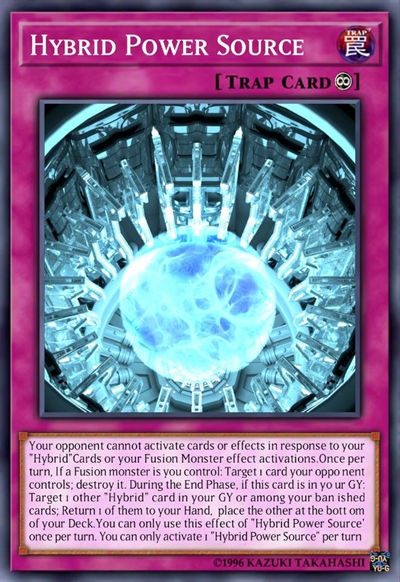 HYBRID POWER SOURCE
TRAP
罠
[TRAP CARD♾]
Your opponent cannot activate cards or effects in response to your
"Hybrid"Cards or your Fusion Monster effect activations.Once per
turn, If a Fusion monster is you control: Target 1 card your oppo nent
controls; destroy it. During the End Phase, if this card is in yo ur GY:
Target 1 other "Hybrid" card in your GY or among your ban ished
cards; Return 1 of them to your Hand,  place the other at the bott om
of your Deck.You can only use this effect of "Hybrid Power Source'
once per turn. You can only activate 1 "Hybrid Power Source" per turn
©1996 KAZUKI TAKAHASHI